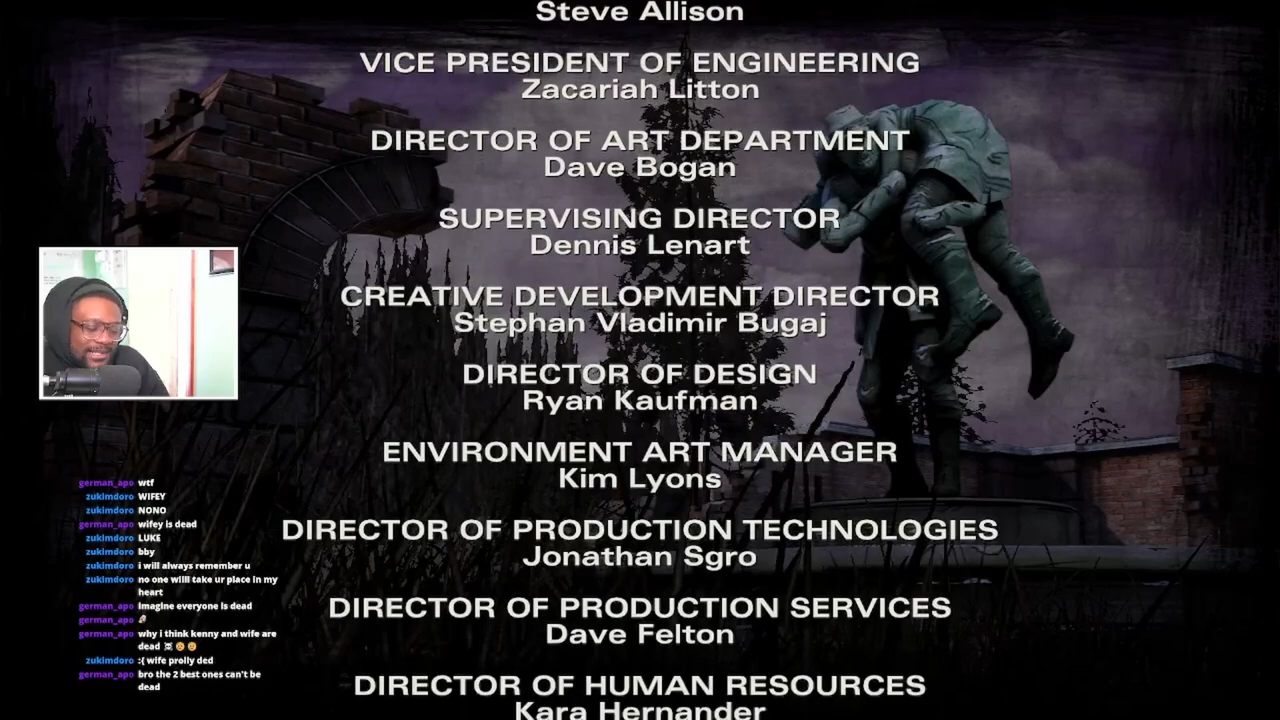 Steve Allison
VICE PRESIDENT OF ENGINEERING
Zacariah Litton
DIRECTOR OF ART DEPARTMENT
Dave Bogan
SUPERVISING DIRECTOR
Dennis Lenart
CREATIVE DEVELOPMENT DIRECTOR
Stephan Vladimir Bugaj
DIRECTOR OF DESIGN
Ryan Kaufman
ENVIRONMENT ART MANAGER
Kim Lyons
DIRECTOR OF PRODUCTION TECHNOLOGIES
Jonathan Sgro
DIRECTOR OF PRODUCTION SERVICES
Dave Felton
DIRECTOR OF HUMAN RESOURCES
Kara Hernander
german_apo wtf
zukimdoro WIFEY
zukimdoro NONO
german_apo wifey is dead
zukimdoro LUKE
zukimdoro bby
zukimdoro i will always remember u
zukimdoro no one willl take ur place in my
heart
german_apo Imagine everyone is dead
german_apo
german_apo why i think kenny and wife are
dead ☠ 😢 😢
zukimdoro :( wife prolly ded
german_apo bro the 2 best ones can't be
dead